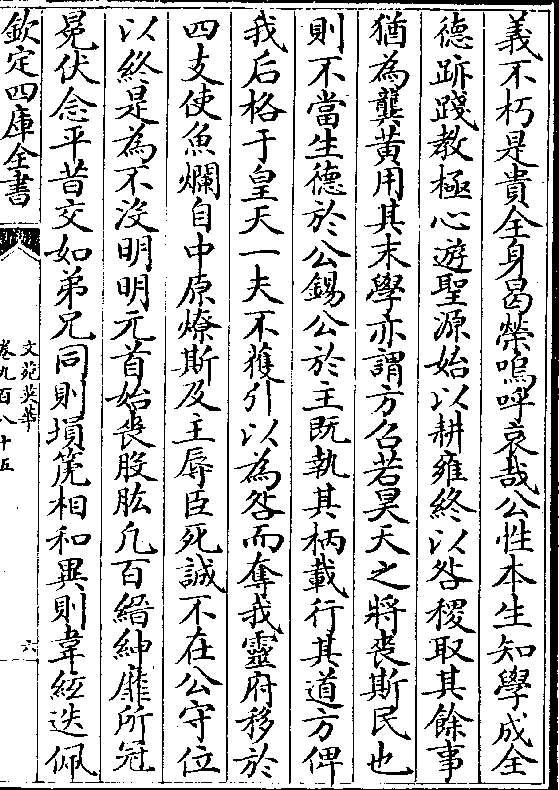 義不朽是貴全身曷榮嗚呼哀哉公性本生知學成全
德跡踐教極心遊聖源始以耕雍終以咎稷取其餘事
猶為龔黃用其末學亦謂方召若昊天之將喪斯民也
則不當生德於公錫公於主既執其柄載行其道方俾
我后格于皇天一夫不獲引以為咎而奪我靈府移於
四支使魚爛自中原燎斯及主辱臣死誠不在公守位
以終是為不沒明明元首始喪股肱凡百縉紳靡所冠
冕伏念平昔交如弟兄同則塤篪相和異則韋絃迭佩
欽定四庫全書
文苑英華
卷九百八十五
六